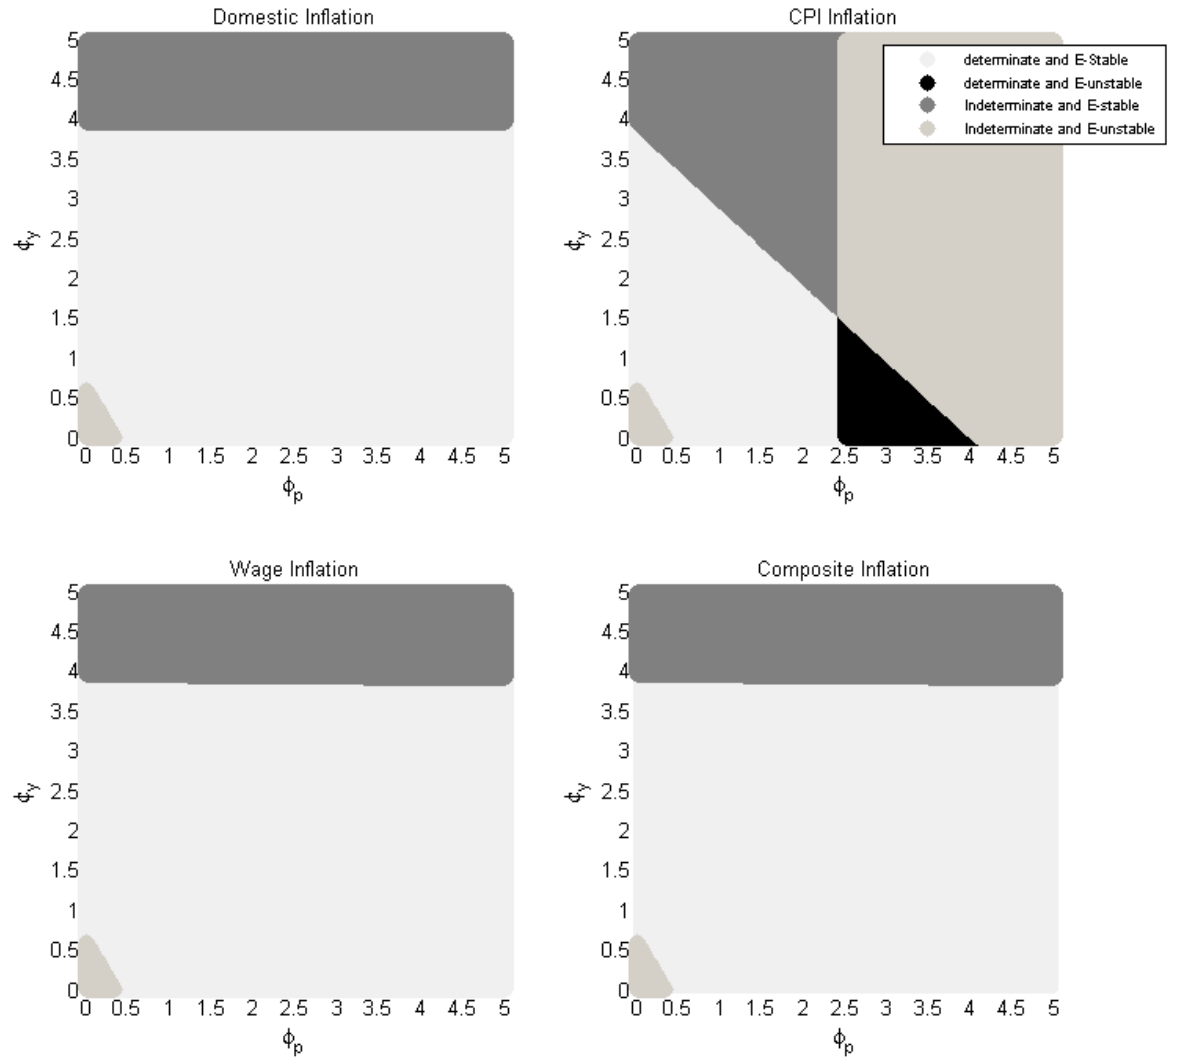 Domestic Inflation
5
4.5
4
3.5
3
2.5
2
1.5
1
0.5
0
ϕy
0 0.5 1 1.5 2 2.5 3 3.5 4 4.5 5
ϕp
CPI Inflation
5
4.5
4
3.5
3
2.5
2
1.5
1
0.5
0
ϕy
0 0.5 1 1.5 2 2.5 3 3.5 4 4.5 5
ϕp
determinate and E-Stable
determinate and E-unstable
Indeterminate and E-stable
Indeterminate and E-unstable
Wage Inflation
5
4.5
4
3.5
3
2.5
2
1.5
1
0.5
0
ϕy
0 0.5 1 1.5 2 2.5 3 3.5 4 4.5 5
ϕp
Composite Inflation
5
4.5
4
3.5
3
2.5
2
1.5
1
0.5
0
ϕy
0 0.5 1 1.5 2 2.5 3 3.5 4 4.5 5
ϕp